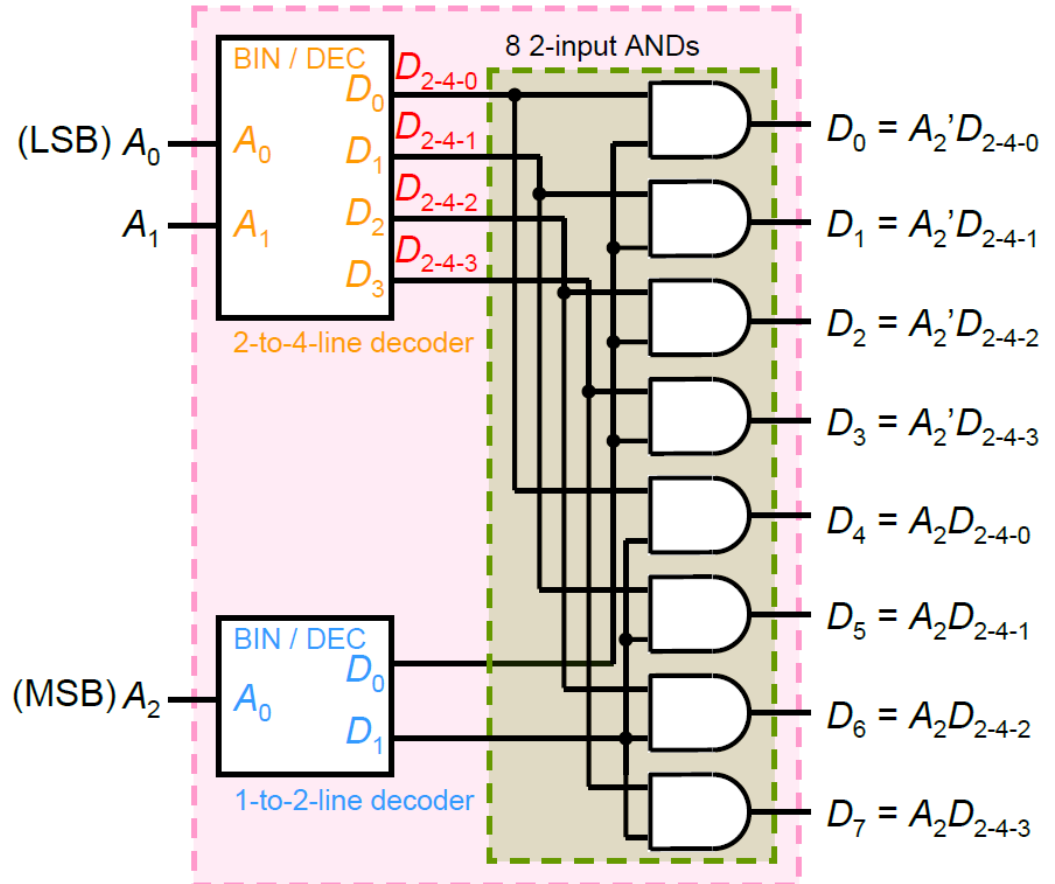 8 2-input ANDs
BIN / DEC
D₀ D₂₋₄₋₀
(LSB) A₀ A₀
D₁ D₂₋₄₋₁
A₁ A₁
D₂ D₂₋₄₋₂
D₃ D₂₋₄₋₃
2-to-4-line decoder
D₀ = A₂’D₂₋₄₋₀
D₁ = A₂’D₂₋₄₋₁
D₂ = A₂’D₂₋₄₋₂
D₃ = A₂’D₂₋₄₋₃
D₄ = A₂D₂₋₄₋₀
D₅ = A₂D₂₋₄₋₁
D₆ = A₂D₂₋₄₋₂
D₇ = A₂D₂₋₄₋₃
BIN / DEC
D₀
(MSB) A₂ A₀
D₁
1-to-2-line decoder